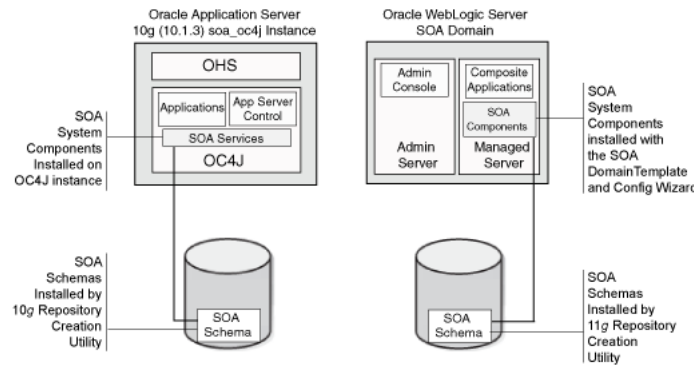 Oracle Application Server
10g (10.1.3) soa_oc4j Instance
OHS
Applications
App Server
Control
SOA Services
OC4J
SOA
System
Components
Installed on
OC4J instance
SOA
Schemas
Installed by
10g Repository
Creation
Utility
SOA
Schema
Oracle WebLogic Server
SOA Domain
Admin
Console
Admin
Server
Composite
Applications
SOA
Components
Managed
Server
SOA
System
Components
installed with
the SOA
DomainTemplate
and Config Wizard
SOA
Schema
SOA
Schemas
Installed by
11g Repository
Creation
Utility